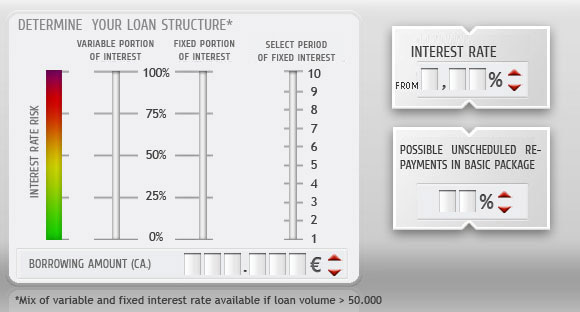 DETERMINE YOUR LOAN STRUCTURE*
VARIABLE PORTION
OF INTEREST
FIXED PORTION
OF INTEREST
SELECT PERIOD
OF FIXED INTEREST
INTEREST RATE RISK
100%
75%
50%
25%
0%
10
9
8
7
6
5
4
3
2
1
BORROWING AMOUNT (CA.)
. €
*Mix of variable and fixed interest rate available if loan volume > 50.000
INTEREST RATE
FROM , %
POSSIBLE UNSCHEDULED RE-
PAYMENTS IN BASIC PACKAGE
%